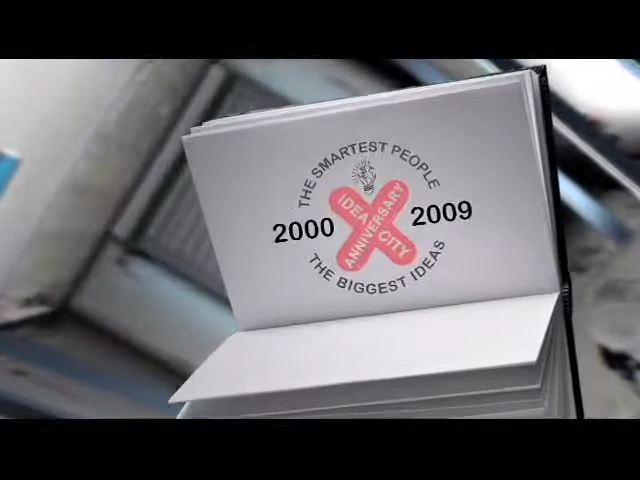 THE SMARTEST PEOPLE
2000
IDEA CITY
ANNIVERSARY
2009
THE BIGGEST IDEAS